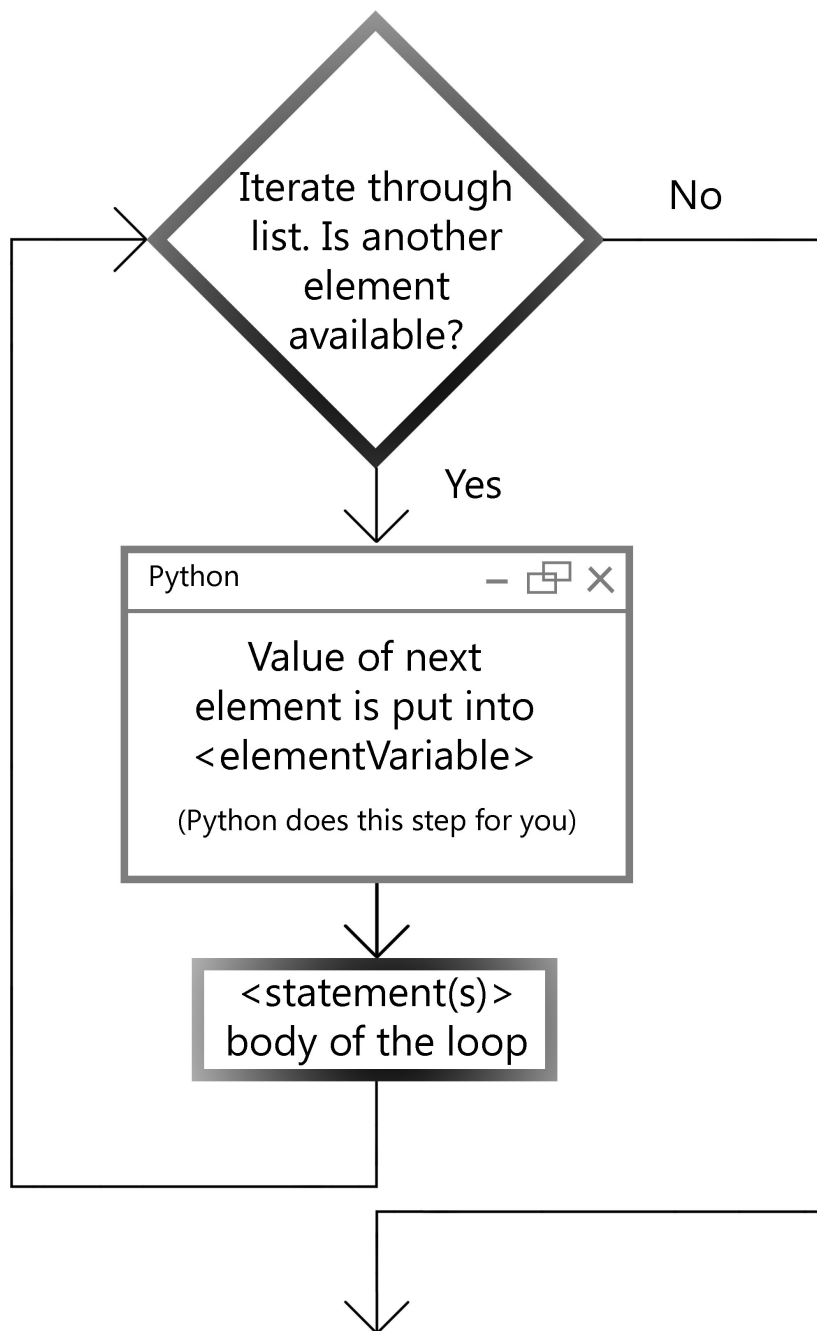 Iterate through
list. Is another
element
available?
No
Yes
Python
Value of next
element is put into
<elementVariable>
(Python does this step for you)
<statement(s)>
body of the loop